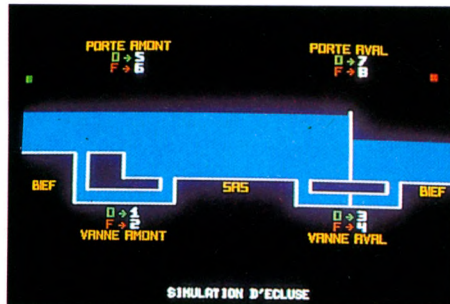 PORTE AMONT
O → 5
F → 6
PORTE AVAL
O → 7
F → 8
BIEF
SAS
BIEF
O → 1
F → 2
VANNE AMONT
O → 3
F → 4
VANNE AVAL
SIMULATION D'ECLUSE